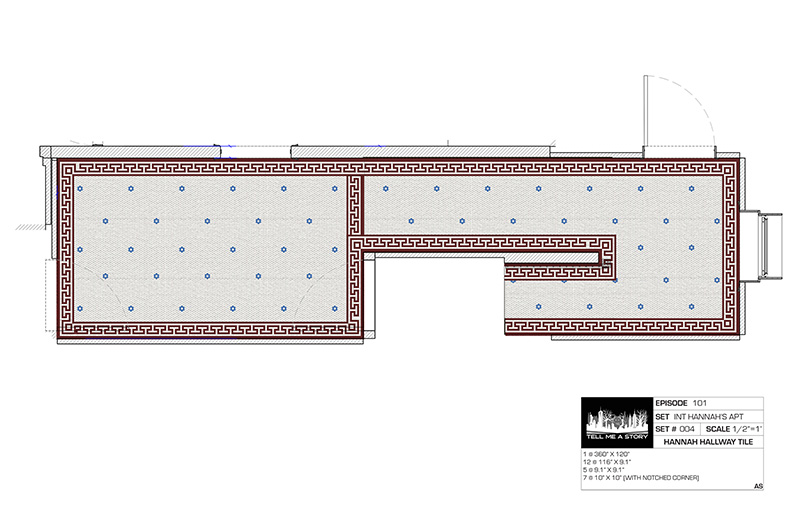 EPISODE 101
SET INT HANNAH'S APT
SET # 004 SCALE 1/2"=1'
HANNAH HALLWAY TILE
TELL ME A STORY
1 @ 360" X 120"
12 @ 116" X 9.1"
5 @ 9.1" X 9.1"
7 @ 10" X 10" (WITH NOTCHED CORNER)
AS